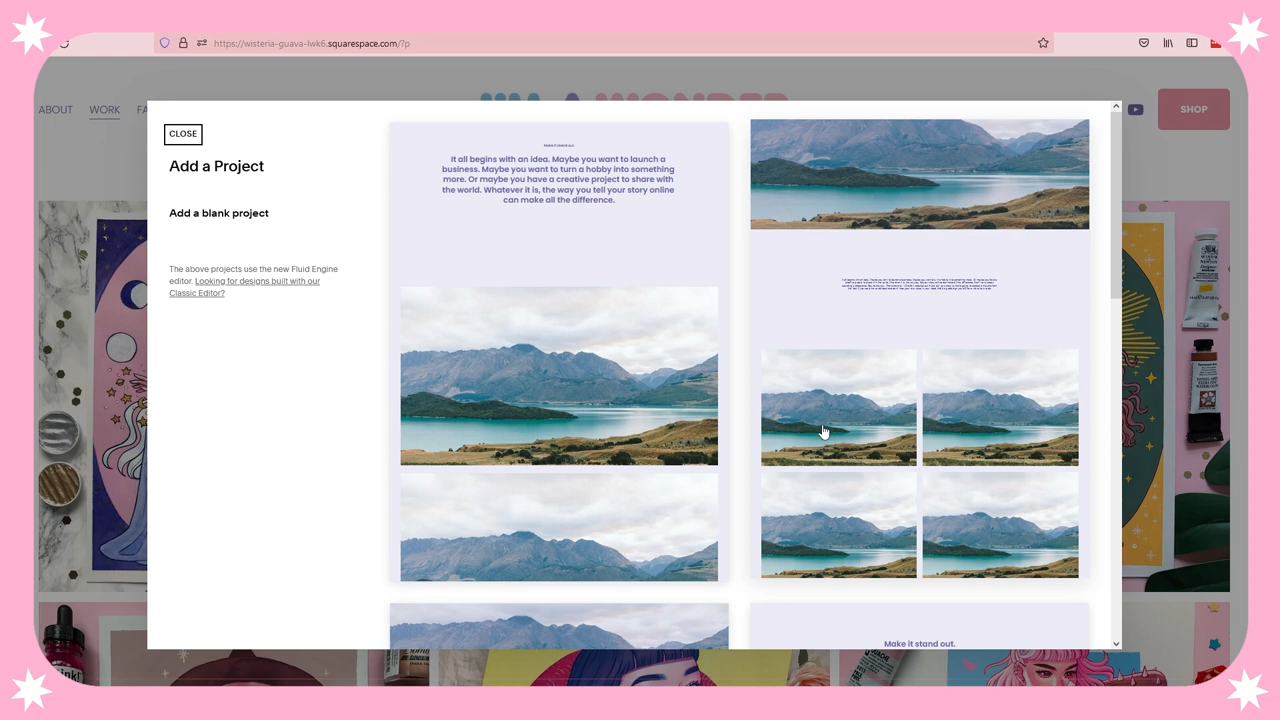 https://wisteria-guava-lwk6.squarespace.com/?p
ABOUT
WORK
SHOP
CLOSE
Add a Project
Add a blank project
The above projects use the new Fluid Engine
editor. Looking for designs built with our
Classic Editor?
Make it stand out.
It all begins with an idea. Maybe you want to launch a
business. Maybe you want to turn a hobby into something
more. Or maybe you have a creative project to share with
the world. Whatever it is, the way you tell your story online
can make all the difference.
Make it stand out.